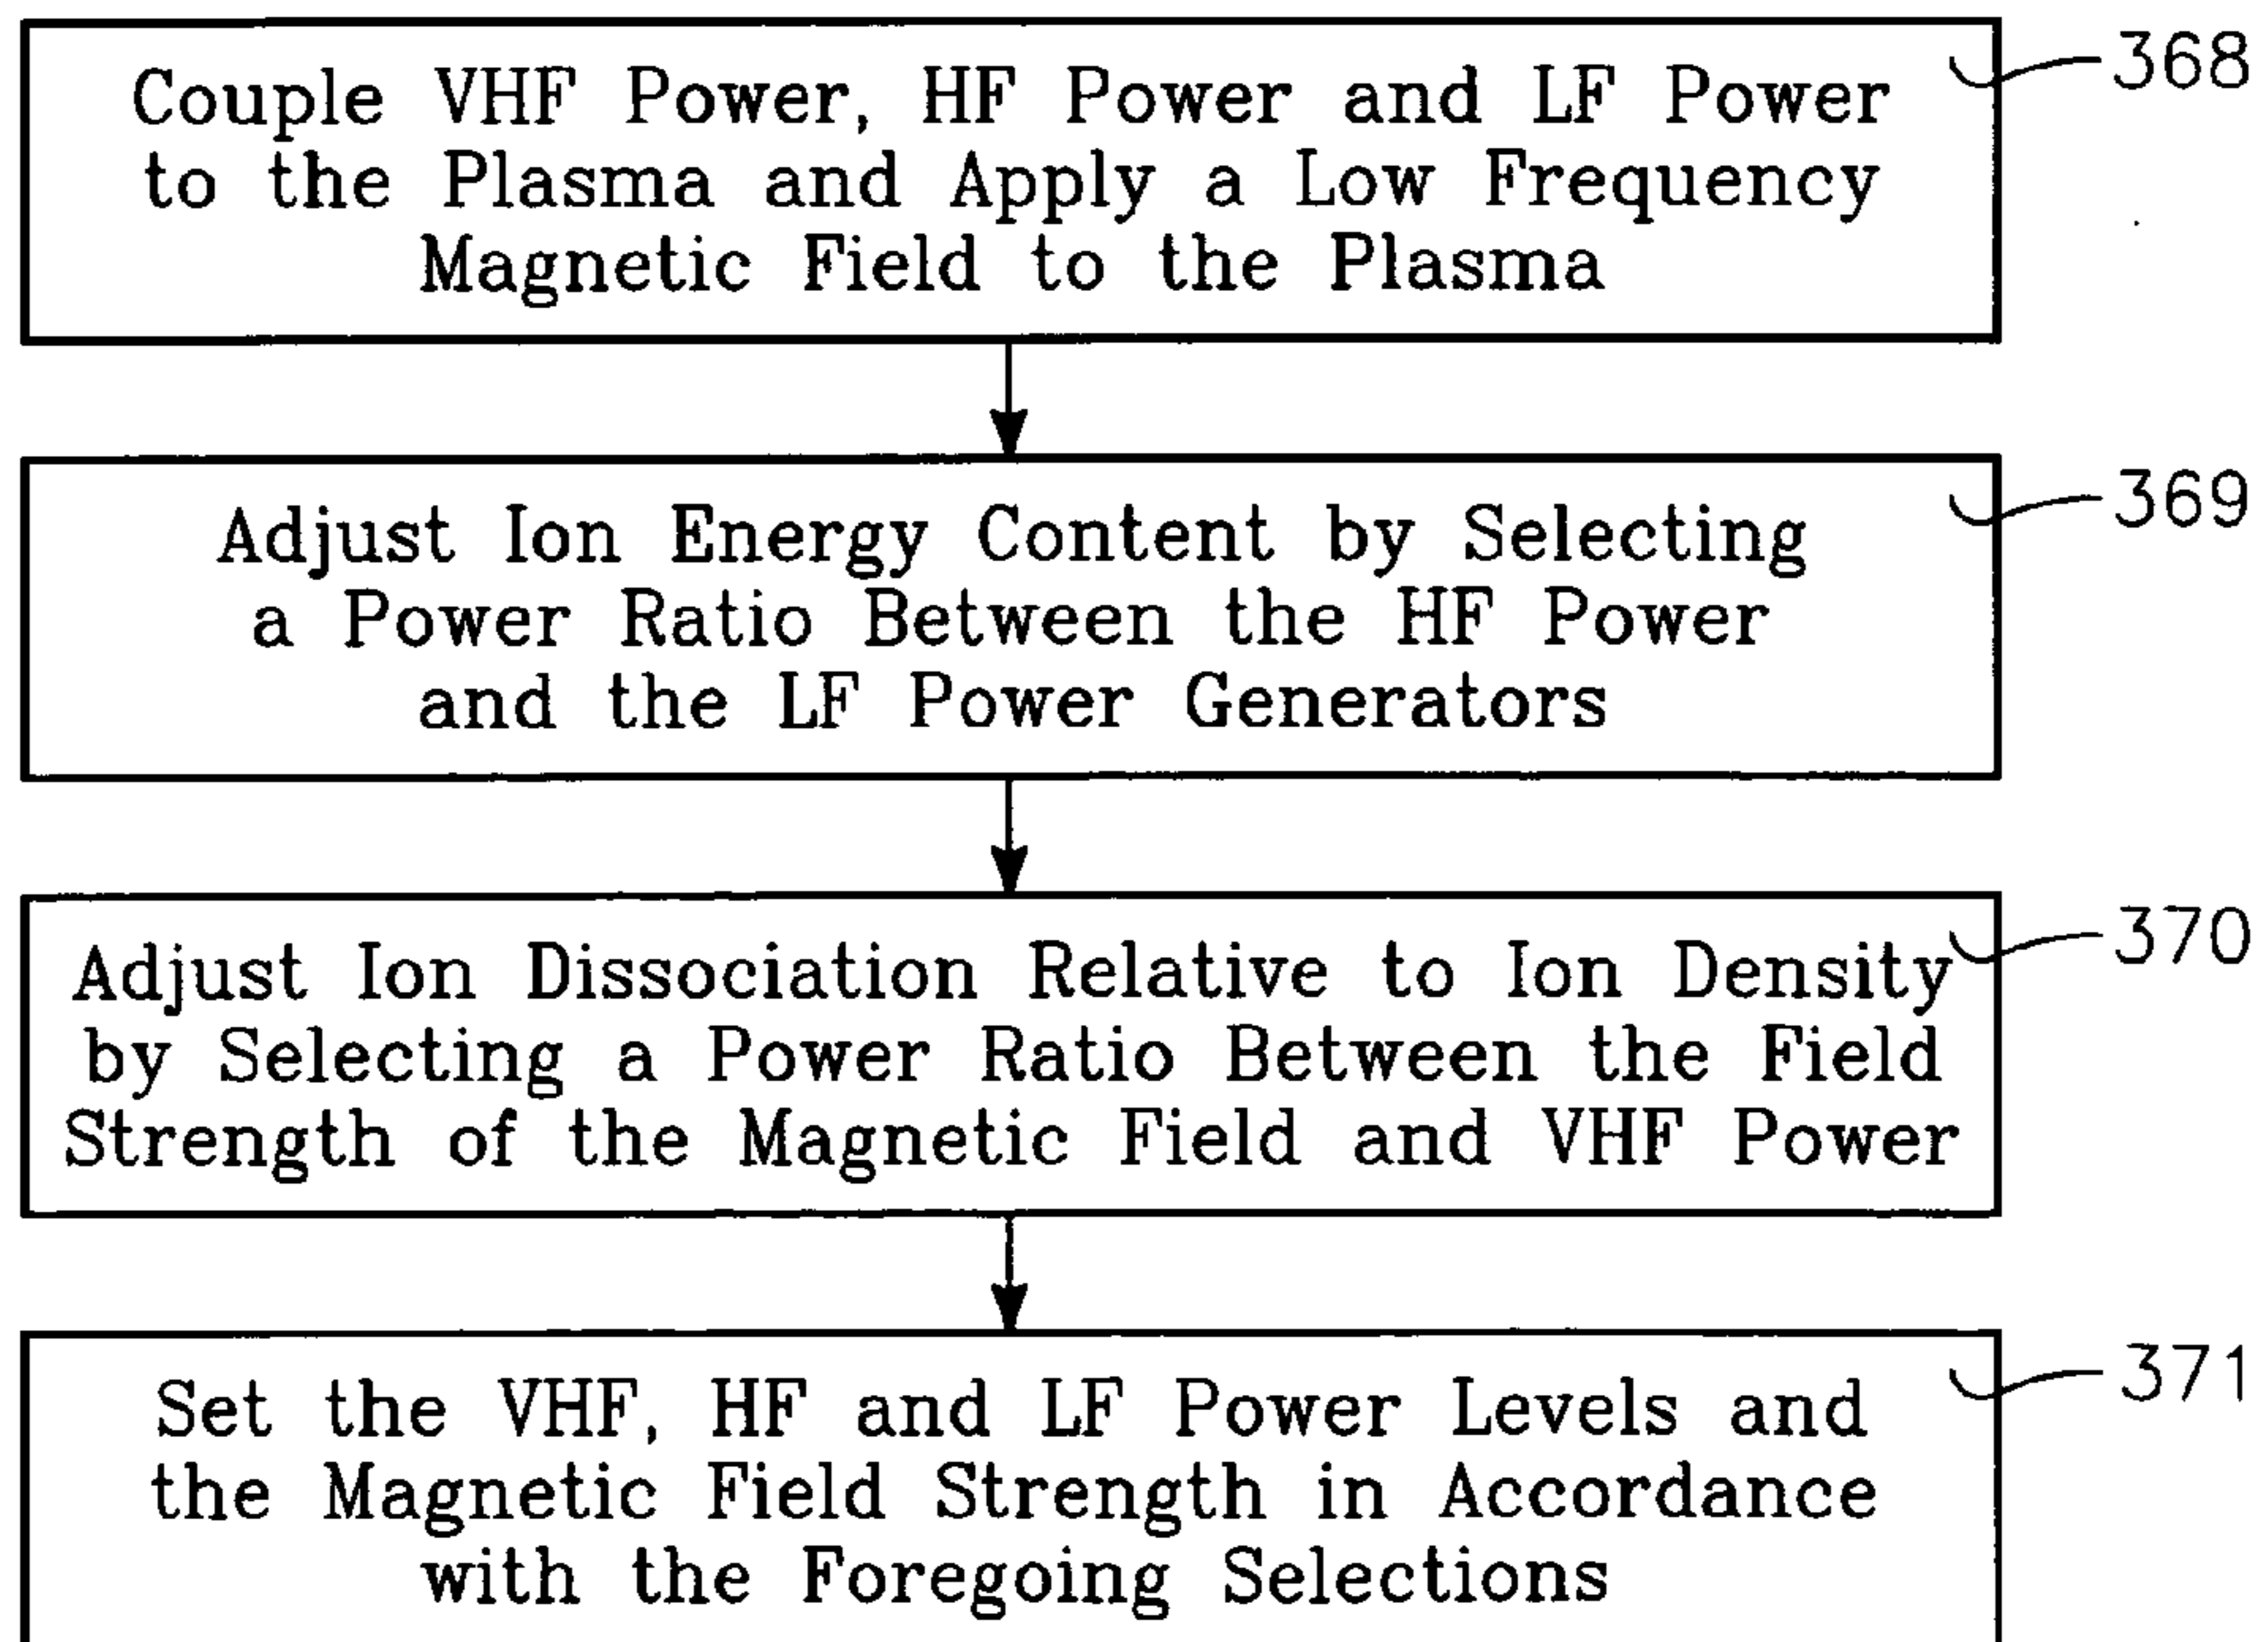 Couple VHF Power, HF Power and LF Power
to the Plasma and Apply a Low Frequency
Magnetic Field to the Plasma
368
Adjust Ion Energy Content by Selecting
a Power Ratio Between the HF Power
and the LF Power Generators
369
Adjust Ion Dissociation Relative to Ion Density
by Selecting a Power Ratio Between the Field
Strength of the Magnetic Field and VHF Power
370
Set the VHF, HF and LF Power Levels and
the Magnetic Field Strength in Accordance
with the Foregoing Selections
371